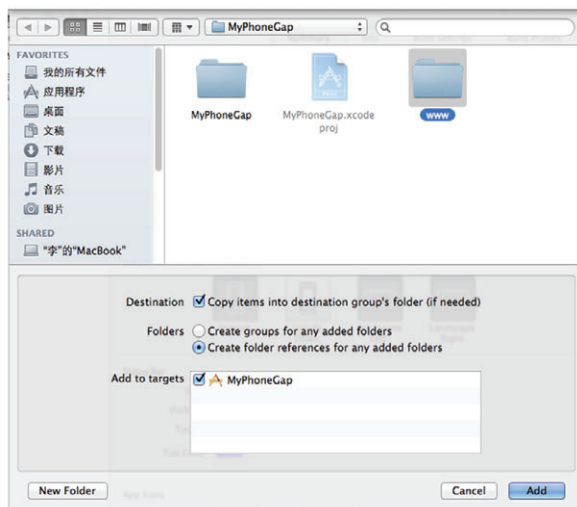 MyPhoneGap
FAVORITES
我的所有文件
应用程序
桌面
文稿
下载
影片
音乐
图片
SHARED
“李”的“MacBook”
MyPhoneGap
MyPhoneGap.xcode
proj
www
Destination Copy items into destination group's folder (if needed)
Folders Create groups for any added folders
Create folder references for any added folders
Add to targets MyPhoneGap
New Folder Cancel Add